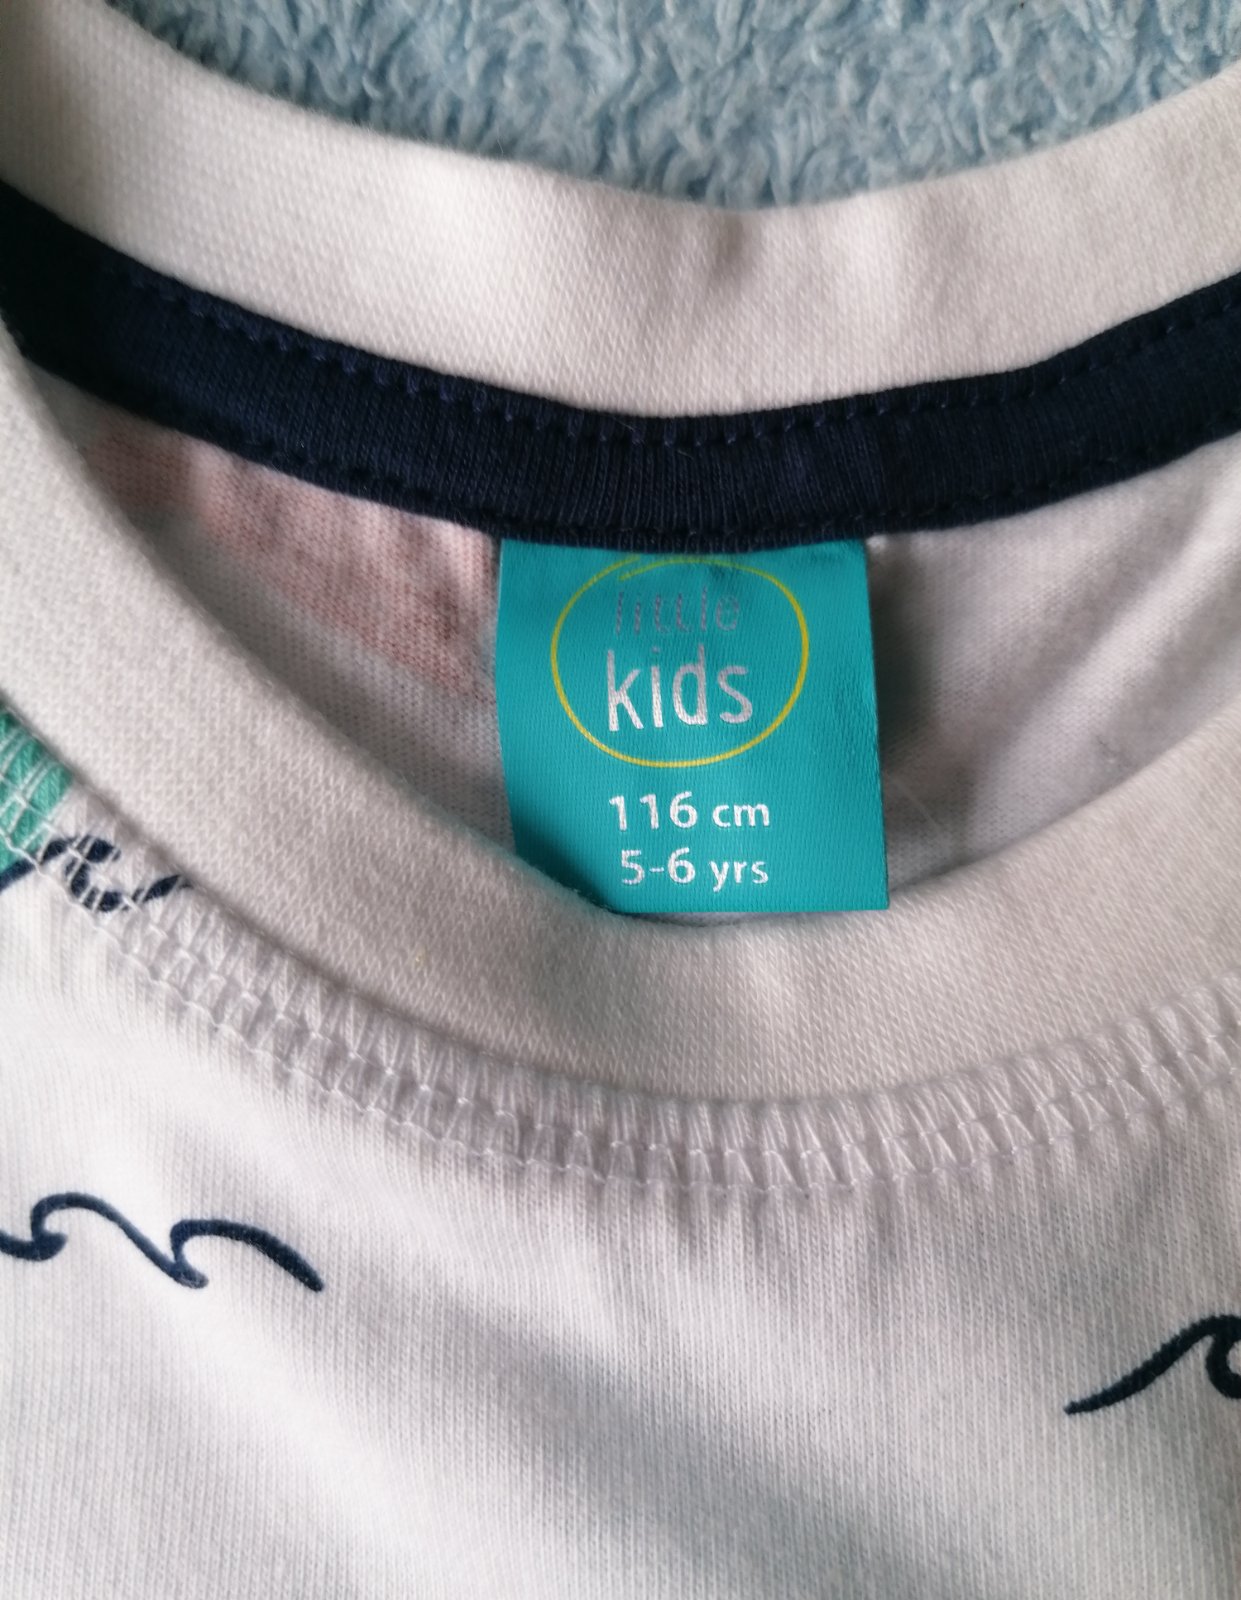 little
kids
116 cm
5-6 yrs